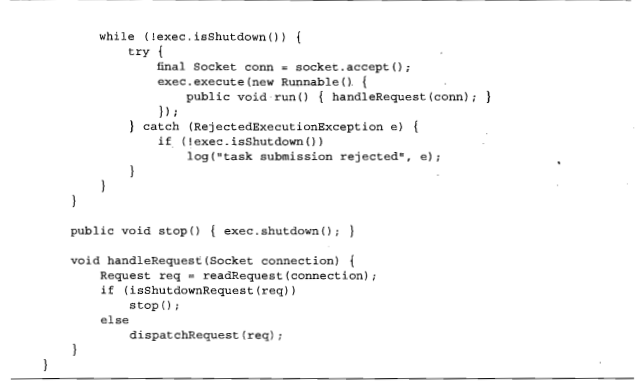 while (!exec.isShutdown()) {
try {
final Socket conn = socket.accept();
exec.execute(new Runnable() {
public void run() { handleRequest(conn); }
});
} catch (RejectedExecutionException e) {
if (!exec.isShutdown())
log("task submission rejected", e);
}
}
}
public void stop() { exec.shutdown(); }
void handleRequest(Socket connection) {
Request req = readRequest(connection);
if (isShutdownRequest(req))
stop();
else
dispatchRequest(req);
}
}